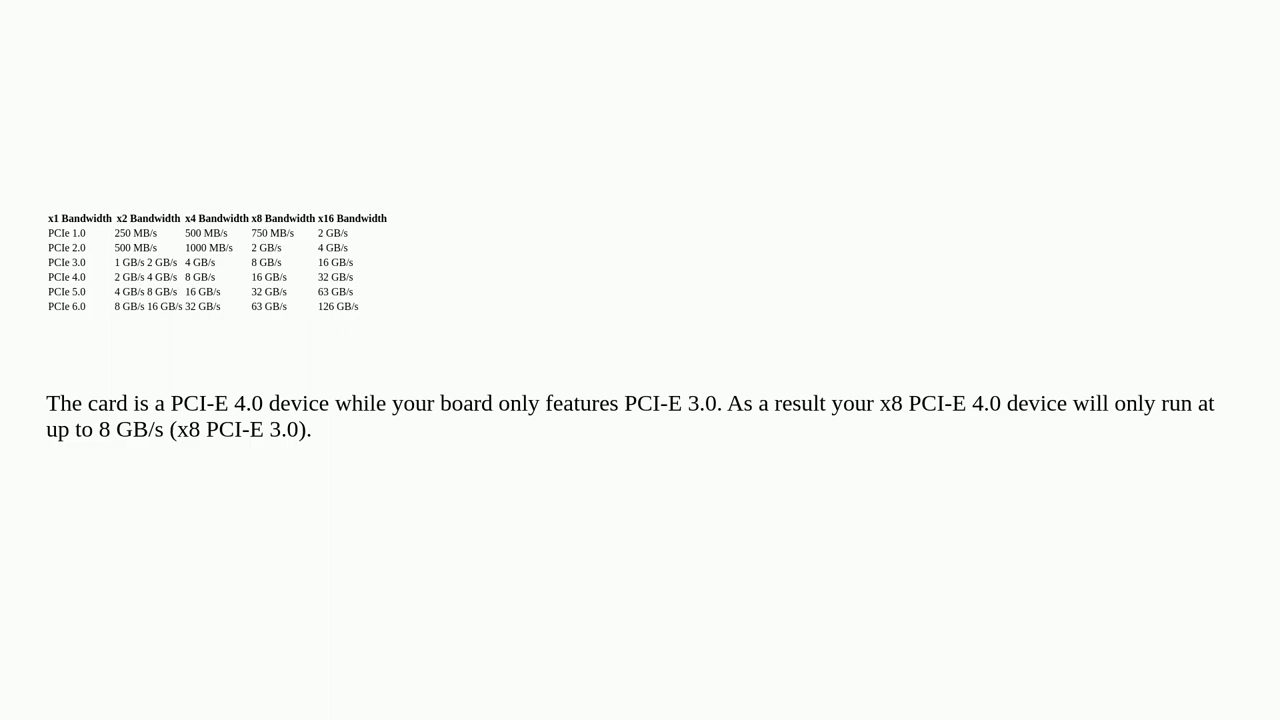 x1 Bandwidth x2 Bandwidth x4 Bandwidth x8 Bandwidth x16 Bandwidth
PCIe 1.0 250 MB/s 500 MB/s 750 MB/s 2 GB/s
PCIe 2.0 500 MB/s 1000 MB/s 2 GB/s 4 GB/s
PCIe 3.0 1 GB/s 2 GB/s 4 GB/s 8 GB/s 16 GB/s
PCIe 4.0 2 GB/s 4 GB/s 8 GB/s 16 GB/s 32 GB/s
PCIe 5.0 4 GB/s 8 GB/s 16 GB/s 32 GB/s 63 GB/s
PCIe 6.0 8 GB/s 16 GB/s 32 GB/s 63 GB/s 126 GB/s
The card is a PCI-E 4.0 device while your board only features PCI-E 3.0. As a result your x8 PCI-E 4.0 device will only run at
up to 8 GB/s (x8 PCI-E 3.0).